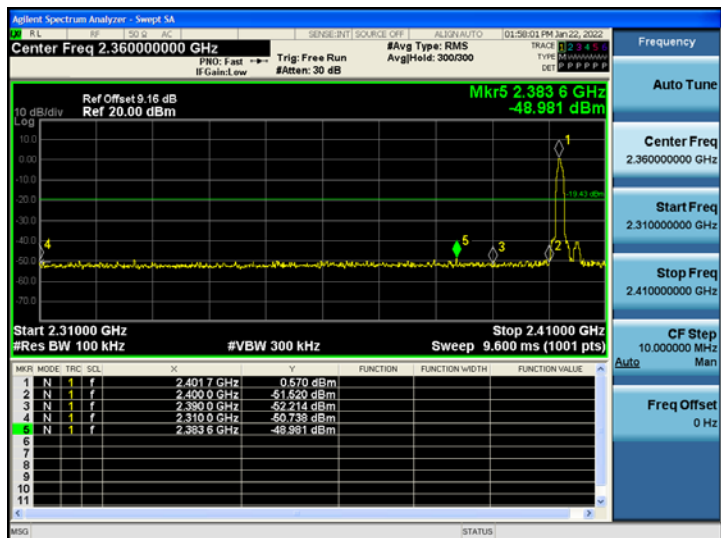 Agilent Spectrum Analyzer - Swept SA
RL RF 50 Ω AC SENSE:INT SOURCE OFF ALIGNAUTO 01:58:01 PM Jan 22, 2022
Center Freq 2.360000000 GHz #Avg Type: RMS TRACE 1 2 3 4 5 6
PNO: Fast Trig: Free Run Avg|Hold: 300/300 TYPE M
IFGain:Low #Atten: 30 dB DET P P P P P P
Frequency
Auto Tune
Center Freq
2.360000000 GHz
Start Freq
2.310000000 GHz
Stop Freq
2.410000000 GHz
CF Step
10.000000 MHz
Auto Man
Freq Offset
0 Hz
Mkr5 2.383 6 GHz
-48.981 dBm
Ref Offset 9.16 dB
10 dB/div Ref 20.00 dBm
Log
10.0
0.00
-10.0
-20.0
-30.0
-40.0
-50.0
-60.0
-70.0
1
-19.43 dBm
4
5
3
2
Start 2.31000 GHz Stop 2.41000 GHz
#Res BW 100 kHz #VBW 300 kHz Sweep 9.600 ms (1001 pts)
MKR MODE TRC SCL X Y FUNCTION FUNCTION WIDTH FUNCTION VALUE
1 N 1 f 2.401 7 GHz 0.570 dBm
2 N 1 f 2.400 0 GHz -51.520 dBm
3 N 1 f 2.390 0 GHz -52.214 dBm
4 N 1 f 2.310 0 GHz -50.738 dBm
5 N 1 f 2.383 6 GHz -48.981 dBm
6
7
8
9
10
11
MSG STATUS